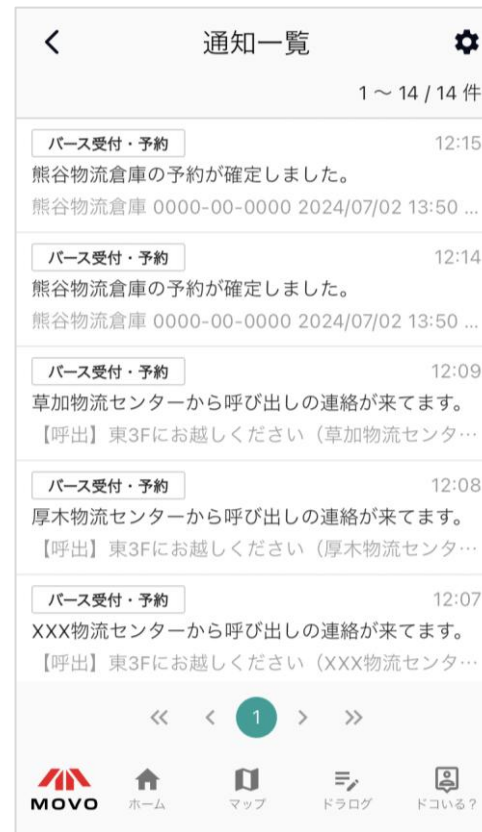 通知一覧
1 〜 14 / 14 件
バース受付・予約 12:15
熊谷物流倉庫の予約が確定しました。
熊谷物流倉庫 0000-00-0000 2024/07/02 13:50 ...
バース受付・予約 12:14
熊谷物流倉庫の予約が確定しました。
熊谷物流倉庫 0000-00-0000 2024/07/02 13:50 ...
バース受付・予約 12:09
草加物流センターから呼び出しの連絡が来てます。
【呼出】東3Fにお越しください（草加物流センタ…
バース受付・予約 12:08
厚木物流センターから呼び出しの連絡が来てます。
【呼出】東3Fにお越しください（厚木物流センタ…
バース受付・予約 12:07
XXX物流センターから呼び出しの連絡が来てます。
【呼出】東3Fにお越しください（XXX物流センタ…
1
MOVO ホーム マップ ドラログ ドコいる？